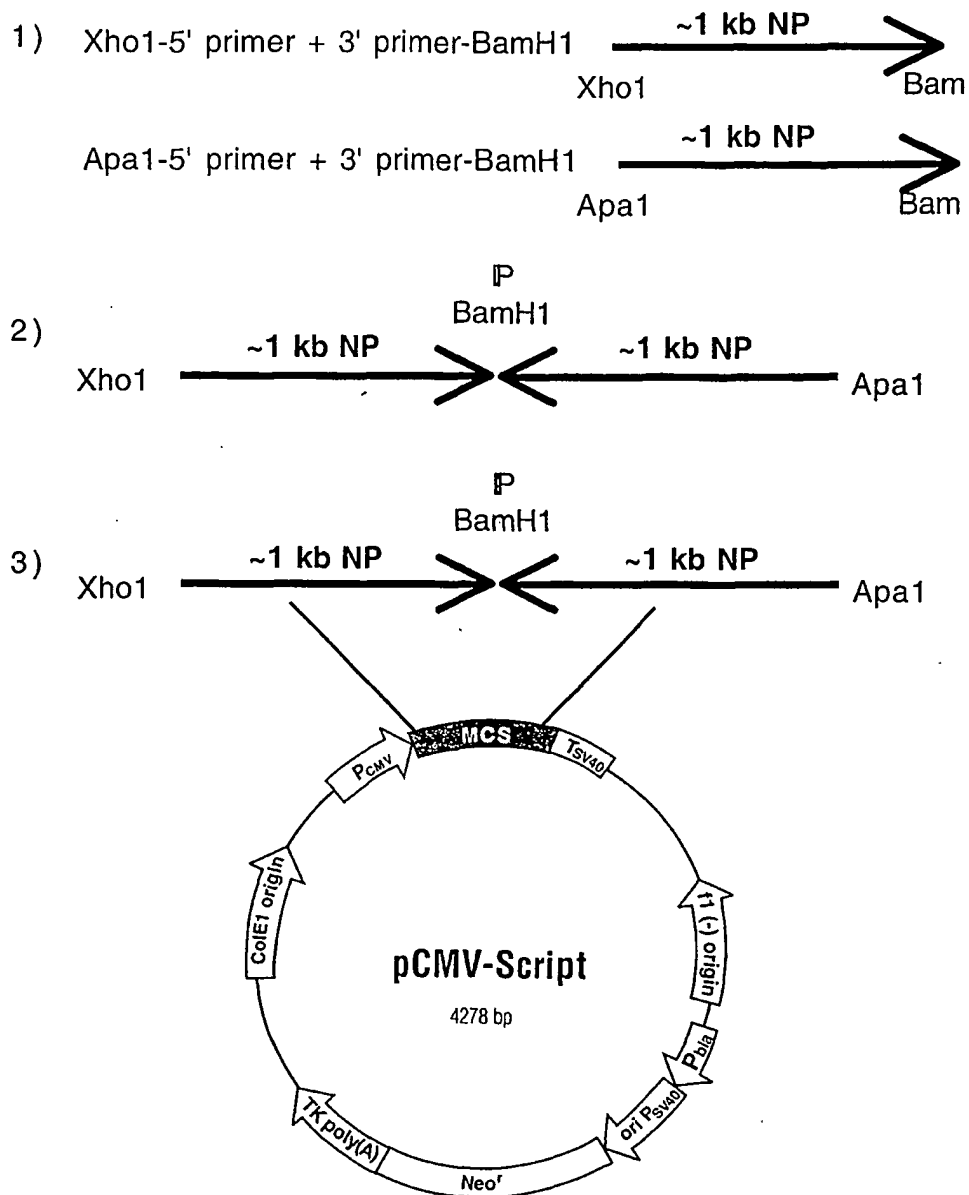 1) Xho1-5' primer + 3' primer-BamH1
~1 kb NP
Xho1 Bam
Apa1-5' primer + 3' primer-BamH1
~1 kb NP
Apa1 Bam
2)
P
BamH1
~1 kb NP ~1 kb NP
Xho1 Apa1
3)
P
BamH1
~1 kb NP ~1 kb NP
Xho1 Apa1
MCS
PCMV
TSV40
ColE1 origin
f1 (-) origin
pCMV-Script
4278 bp
Pbla
ori PSV40
TK poly(A)
Neoʳ